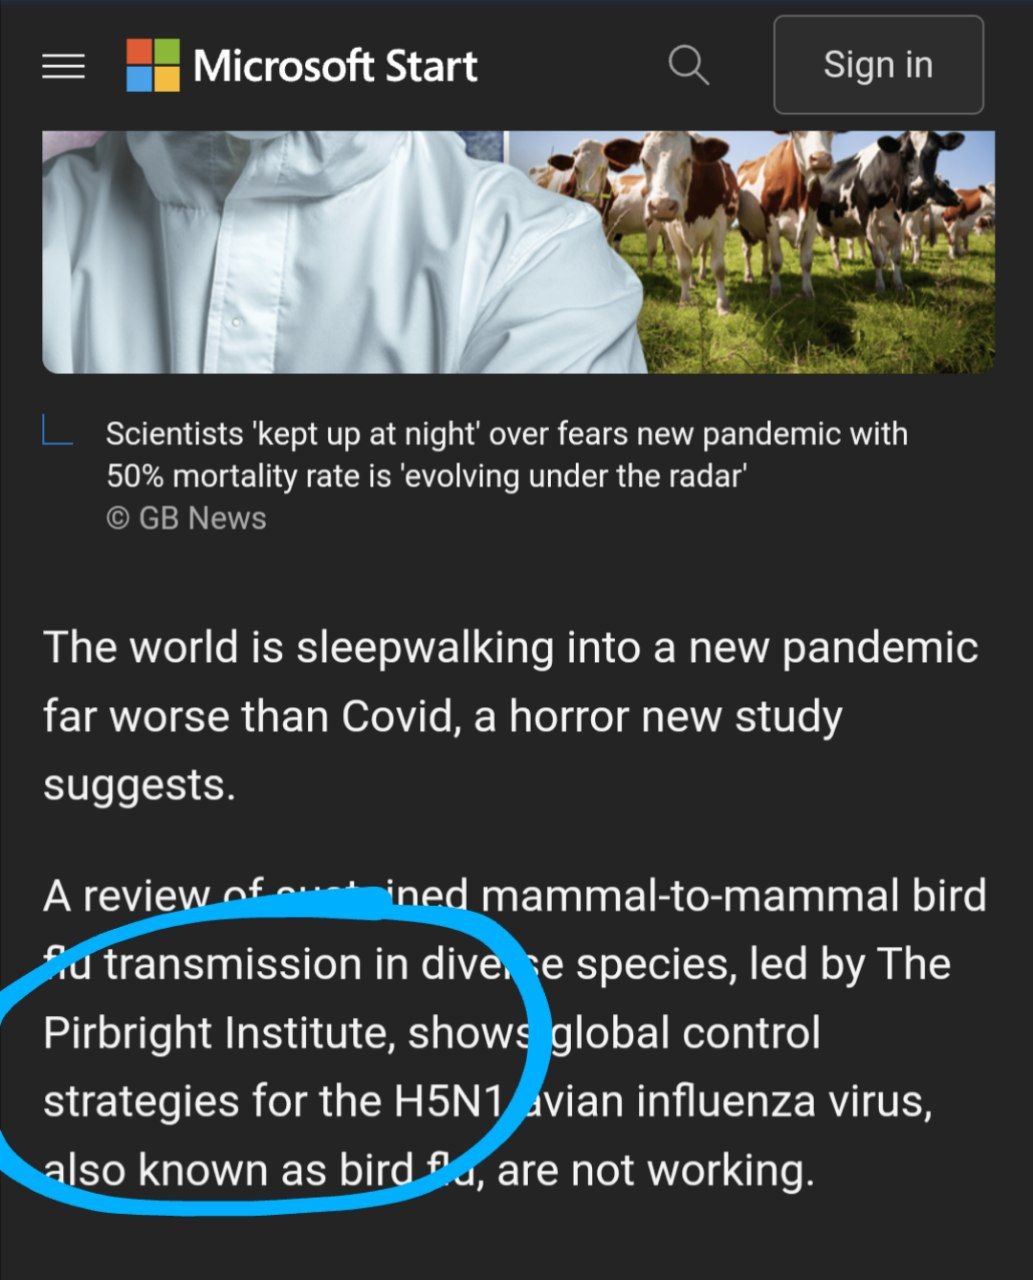 Microsoft Start
Sign in
Scientists 'kept up at night' over fears new pandemic with
50% mortality rate is 'evolving under the radar'
© GB News
The world is sleepwalking into a new pandemic
far worse than Covid, a horror new study
suggests.
A review of sustained mammal-to-mammal bird
flu transmission in diverse species, led by The
Pirbright Institute, shows global control
strategies for the H5N1 avian influenza virus,
also known as bird flu, are not working.